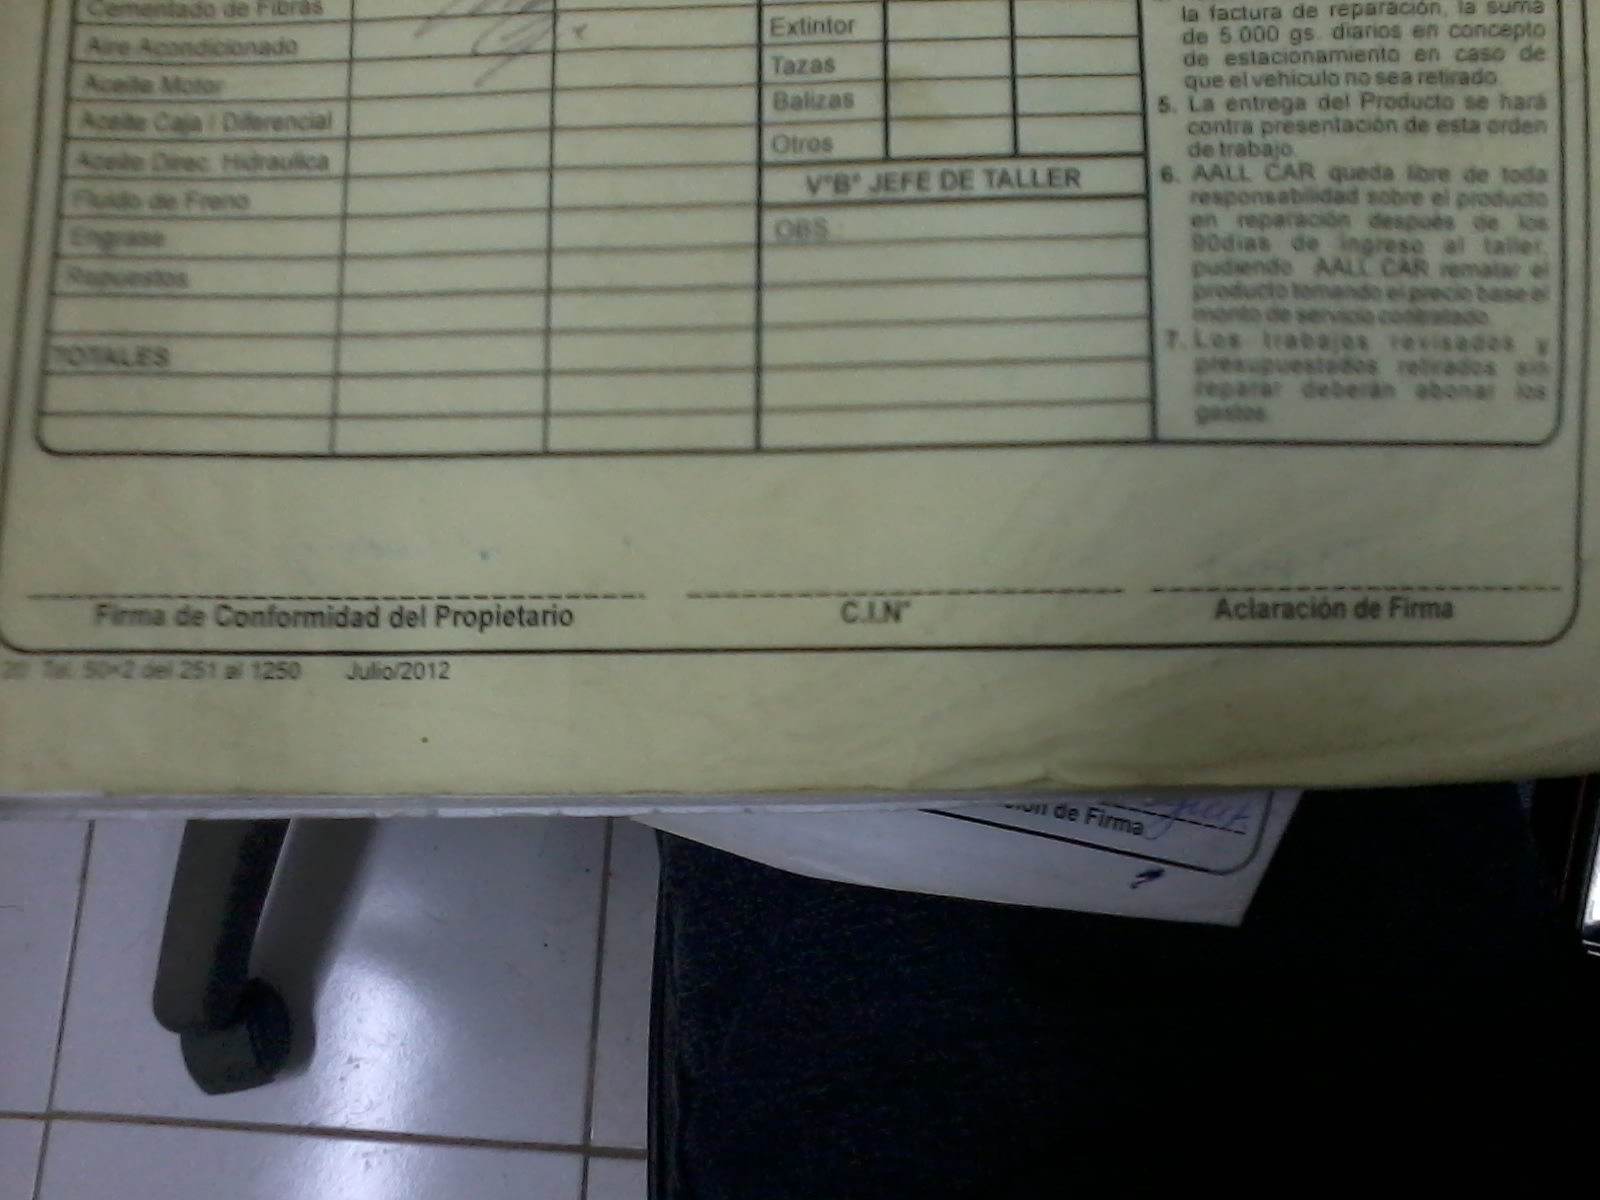 Cementado de Fibras
Aire Acondicionado
Aceite Motor
Aceite Caja / Diferencial
Aceite Direc. Hidraulica
Fluido de Freno
Engrase
Repuestos
TOTALES
Extintor
Tazas
Balizas
Otros
V°B° JEFE DE TALLER
OBS.
la factura de reparación, la suma
de 5.000 gs. diarios en concepto
de estacionamiento en caso de
que el vehiculo no sea retirado.
5. La entrega del Producto se hará
contra presentación de esta orden
de trabajo.
6. AALL CAR queda libre de toda
responsabilidad sobre el producto
en reparación después de los
90dias de ingreso al taller,
pudiendo AALL CAR rematar el
producto tomando el precio base el
monto de servicio contratado.
7. Los trabajos revisados y
presupuestados retirados sin
reparar deberán abonar los
gastos.
Firma de Conformidad del Propietario C.I.N° Aclaración de Firma
Tal. 50x2 del 251 al 1250 Julio/2012
de Firma